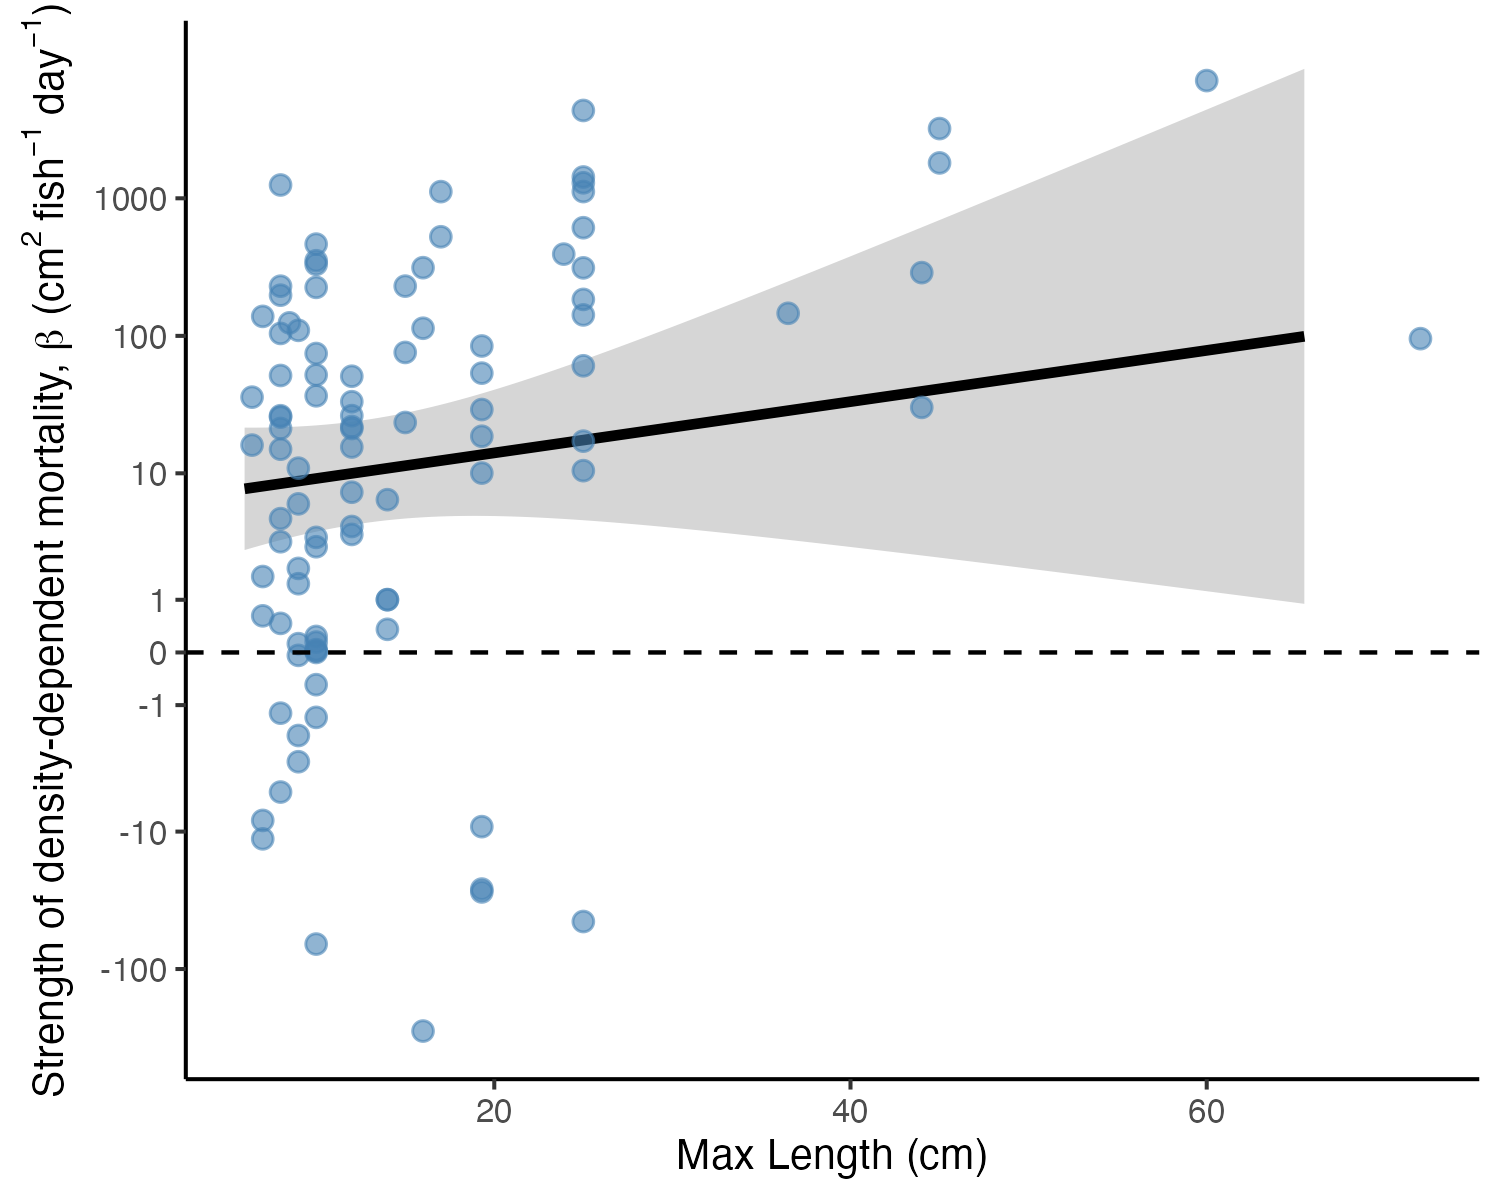 Strength of density-dependent mortality, β (cm² fish⁻¹ day⁻¹)
1000
100
10
1
0
-1
-10
-100
20 40 60
Max Length (cm)